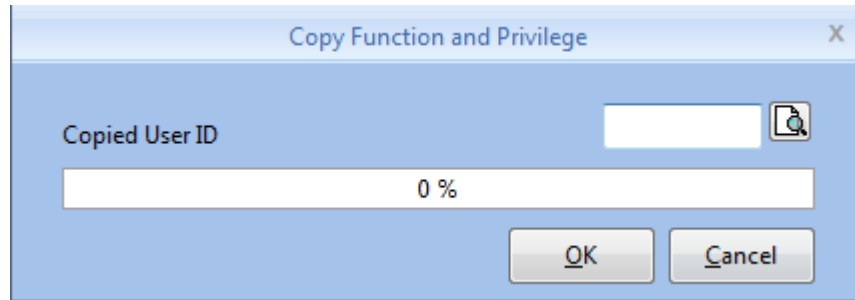 Copy Function and Privilege
x
Copied User ID
0 %
OK
Cancel